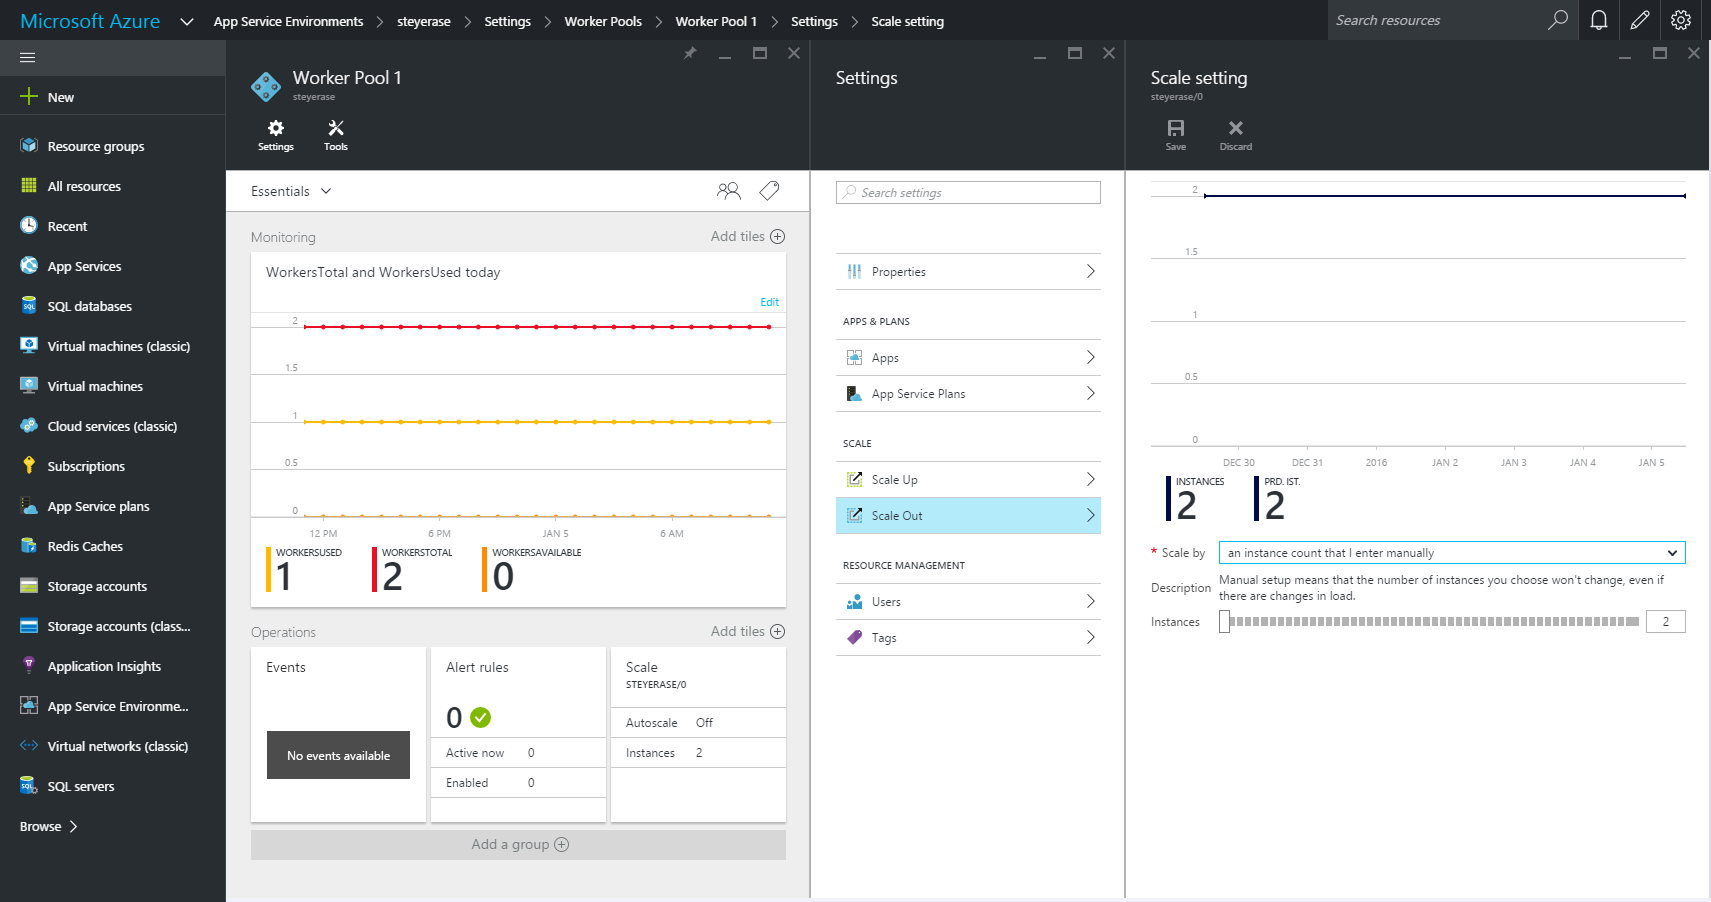 Microsoft Azure
App Service Environments > steyerase > Settings > Worker Pools > Worker Pool 1 > Settings > Scale setting
Search resources
New
Resource groups
All resources
Recent
App Services
SQL databases
Virtual machines (classic)
Virtual machines
Cloud services (classic)
Subscriptions
App Service plans
Redis Caches
Storage accounts
Storage accounts (class...
Application Insights
App Service Environme...
Virtual networks (classic)
SQL servers
Browse >
Worker Pool 1
steyerase
Settings
Tools
Essentials
Monitoring
Add tiles
WorkersTotal and WorkersUsed today
Edit
2
1.5
1
0.5
0
12 PM
6 PM
JAN 5
6 AM
WORKERSUSED
1
WORKERSTOTAL
2
WORKERSAVAILABLE
0
Operations
Add tiles
Events
No events available
Alert rules
0
Active now 0
Enabled 0
Scale
STEYERASE/0
Autoscale Off
Instances 2
Add a group
Settings
Search settings
Properties
APPS & PLANS
Apps
App Service Plans
SCALE
Scale Up
Scale Out
RESOURCE MANAGEMENT
Users
Tags
Scale setting
steyerase/0
Save
Discard
2
1.5
1
0.5
0
DEC 30
DEC 31
2016
JAN 2
JAN 3
JAN 4
JAN 5
INSTANCES
2
PRD. IST.
2
* Scale by
an instance count that I enter manually
Description
Manual setup means that the number of instances you choose won't change, even if
there are changes in load.
Instances
2